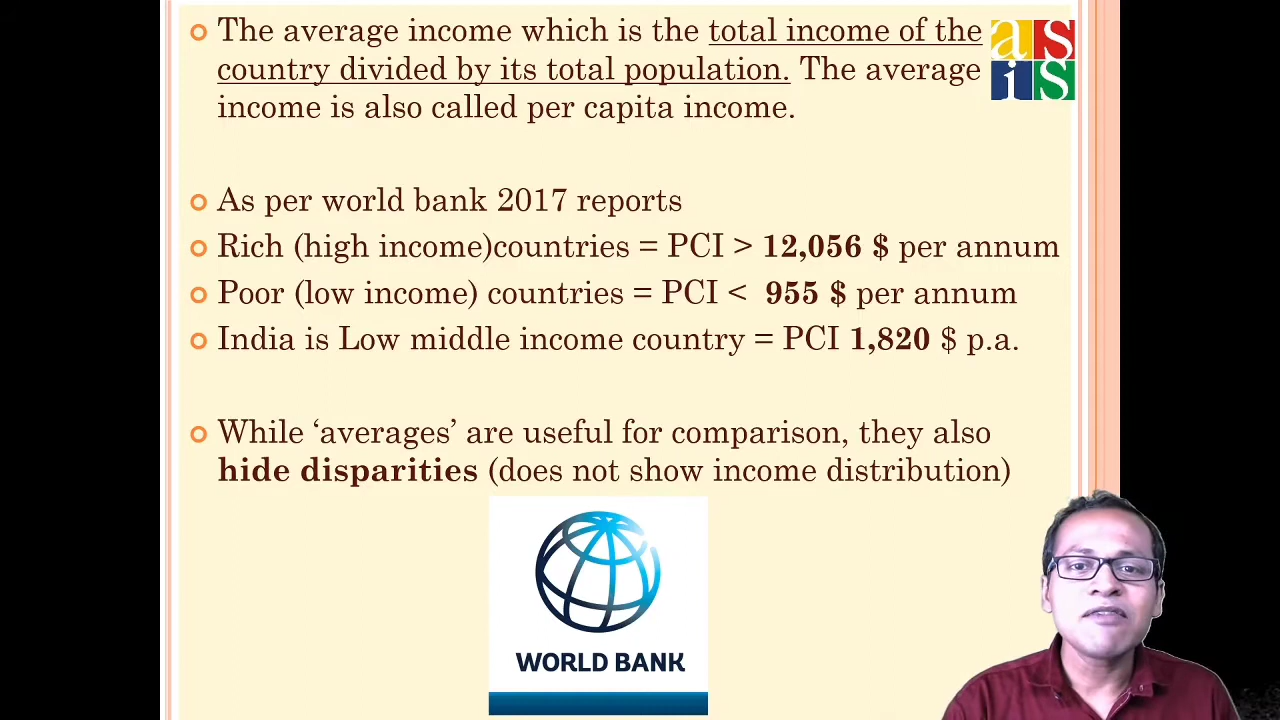 The average income which is the total income of the
country divided by its total population. The average
income is also called per capita income.
as
is
As per world bank 2017 reports
Rich (high income)countries = PCI > 12,056 $ per annum
Poor (low income) countries = PCI < 955 $ per annum
India is Low middle income country = PCI 1,820 $ p.a.
While ‘averages’ are useful for comparison, they also
hide disparities (does not show income distribution)
WORLD BANK